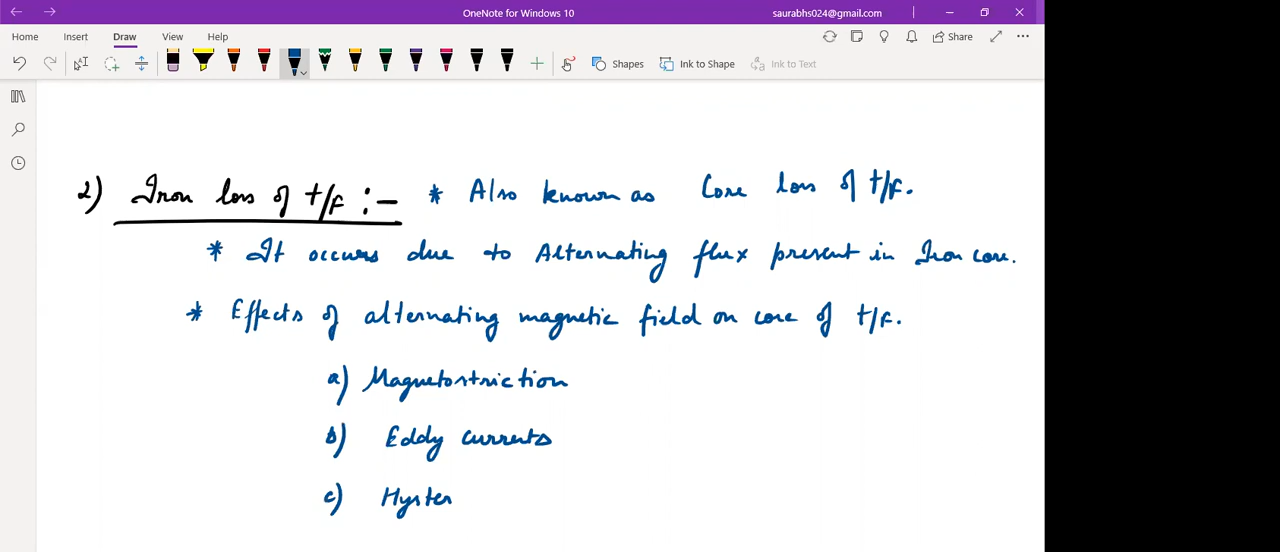 OneNote for Windows 10
saurabhs024@gmail.com
Home Insert Draw View Help
Share
Shapes Ink to Shape Ink to Text
2) Iron loss of t/f :- * Also known as Core loss of t/f.
* It occurs due to Alternating flux present in Iron core.
* Effects of alternating magnetic field on core of t/f.
a) Magnetostriction
b) Eddy currents
c) Hyster